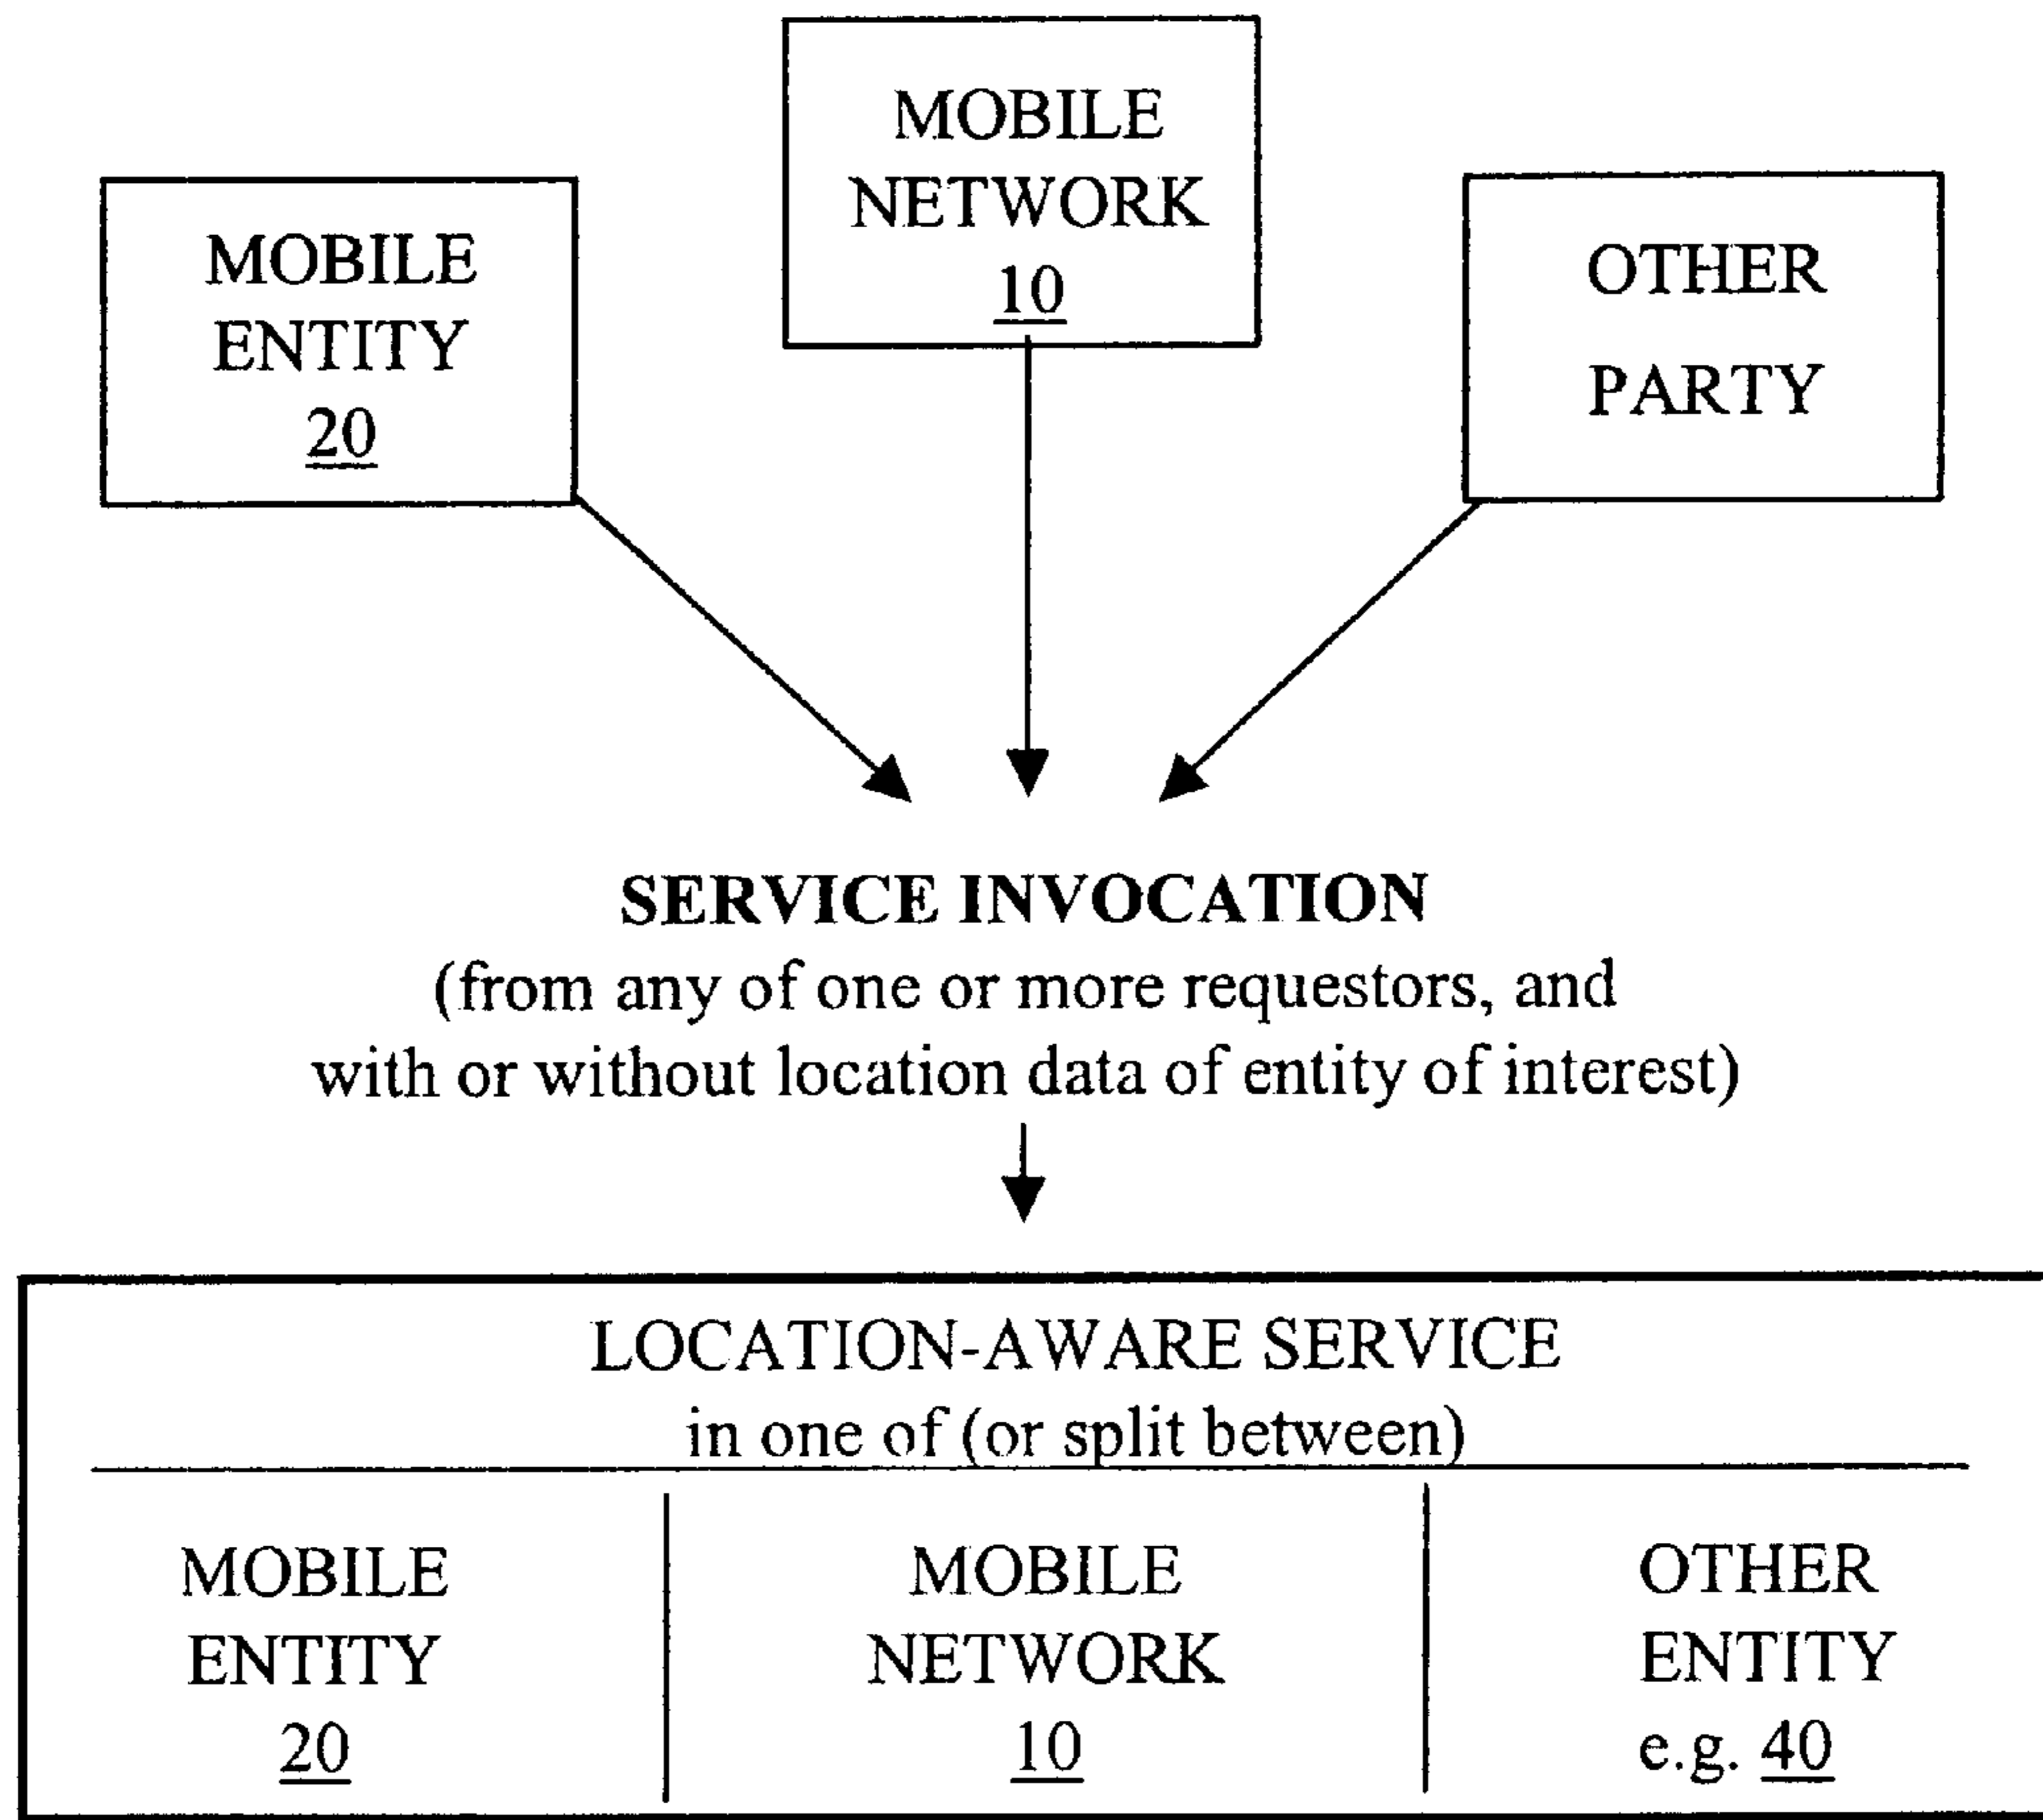 MOBILE
NETWORK
10
MOBILE
ENTITY
20
OTHER
PARTY
SERVICE INVOCATION
(from any of one or more requestors, and
with or without location data of entity of interest)
LOCATION-AWARE SERVICE
in one of (or split between)
MOBILE
ENTITY
20
MOBILE
NETWORK
10
OTHER
ENTITY
e.g. 40